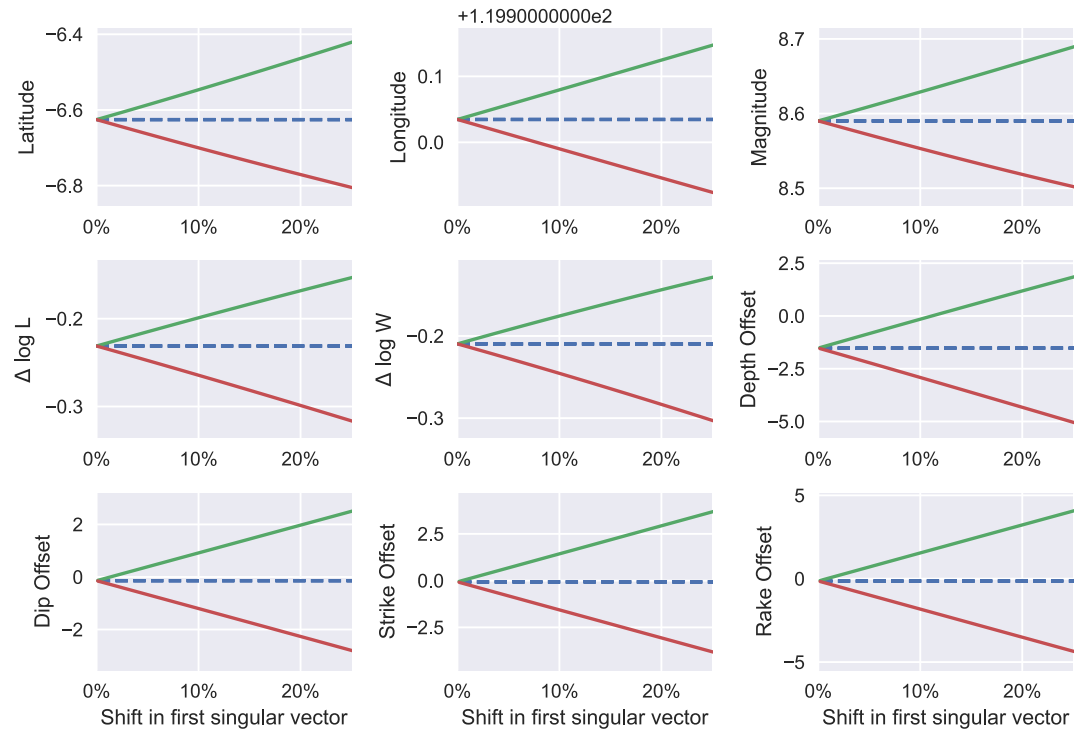 +1.1990000000e2
Latitude
−6.4
−6.6
−6.8
0% 10% 20%
Longitude
0.1
0.0
0% 10% 20%
Magnitude
8.7
8.6
8.5
0% 10% 20%
Δ log L
−0.2
−0.3
0% 10% 20%
Δ log W
−0.2
−0.3
0% 10% 20%
Depth Offset
2.5
0.0
−2.5
−5.0
0% 10% 20%
Dip Offset
2
0
−2
0% 10% 20%
Shift in first singular vector
Strike Offset
2.5
0.0
−2.5
0% 10% 20%
Shift in first singular vector
Rake Offset
5
0
−5
0% 10% 20%
Shift in first singular vector